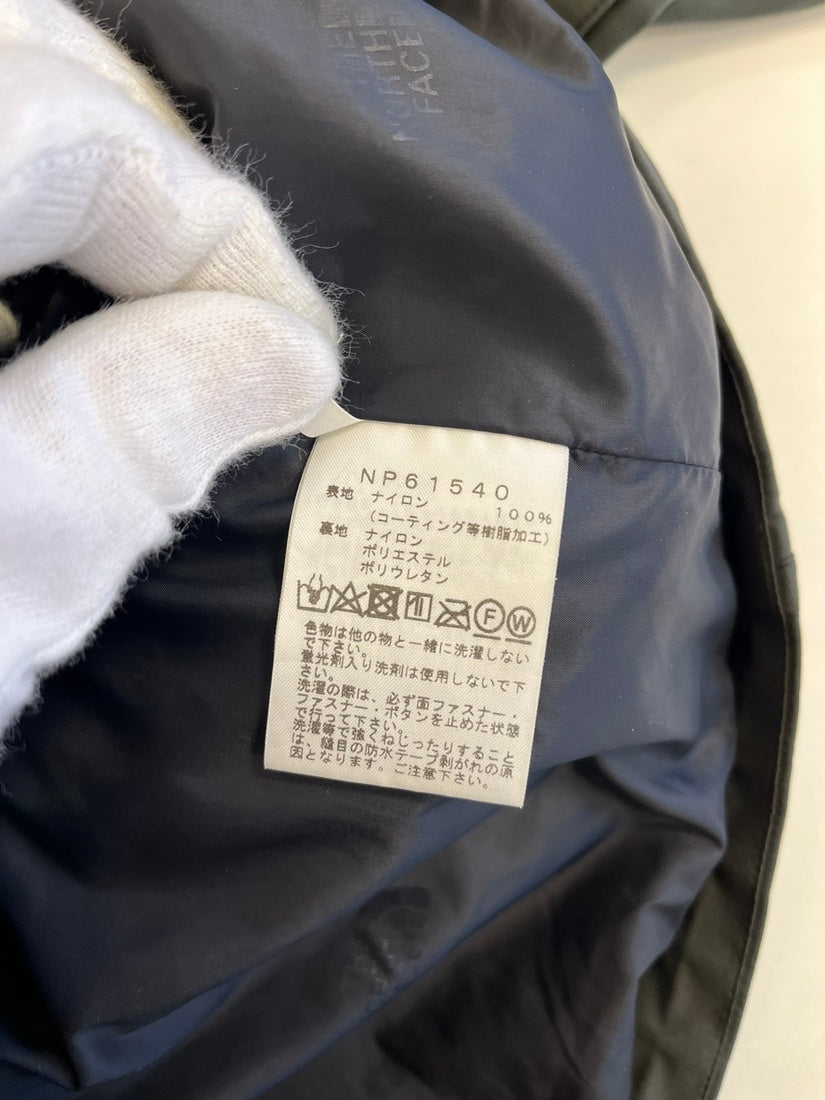 NORTH
FACE
NP61540
表地 ナイロン 100%
(コーティング等樹脂加工)
裏地 ナイロン
ポリエステル
ポリウレタン
F W
色物は他の物と一緒に洗濯しない
で下さい。
蛍光剤入り洗剤は使用しないで下
さい。
洗濯の際は、必ず面ファスナー・
ファスナー・ボタンを止めた状態
で行って下さい。
洗濯等で強くねじったりすること
は、縫目の防水テープ剥がれの原
因となります。ご注意下さい。